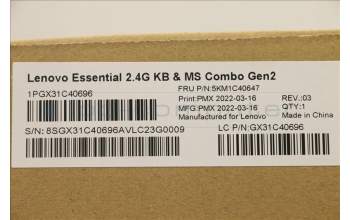 Lenovo Essential 2.4G KB & MS Combo Gen2
1PGX31C40696
FRU P/N:5KM1C40647
Print:PMX 2022-03-16
REV.:03
MFG:PMX 2022-03-16
QTY:1
Manufactured for Lenovo
Made in China
S/N: 8SGX31C40696AVLC23G0009
LC P/N:GX31C40696